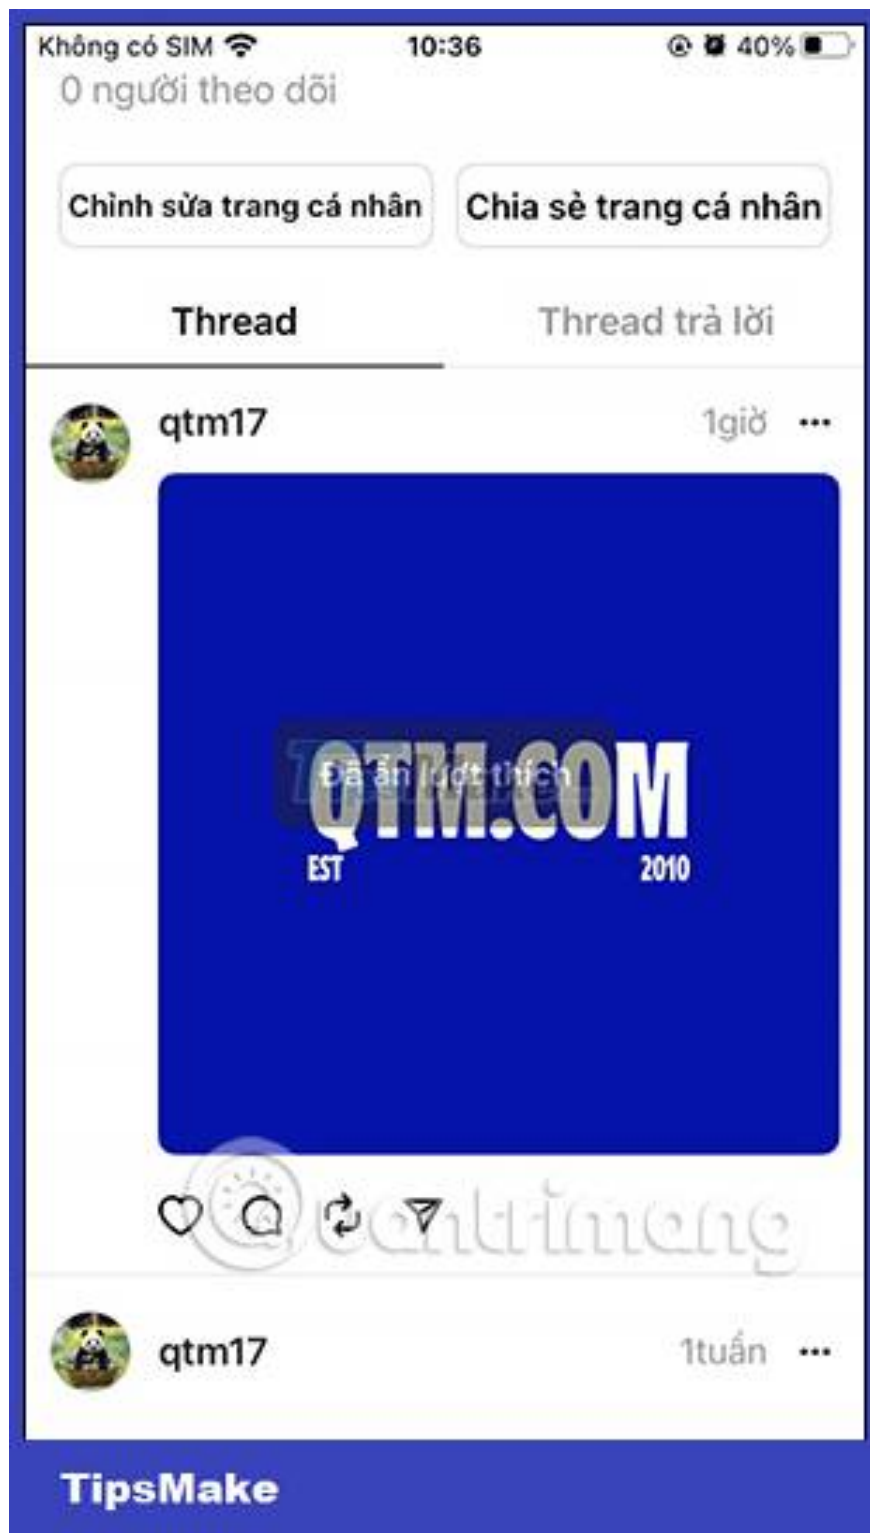 Không có SIM 10:36 40%
0 người theo dõi
Chỉnh sửa trang cá nhân Chia sẻ trang cá nhân
Thread Thread trả lời
qtm17 1giờ
QTM.COM
Đã ẩn lượt thích
EST 2010
uantrimang
qtm17 1tuần
TipsMake